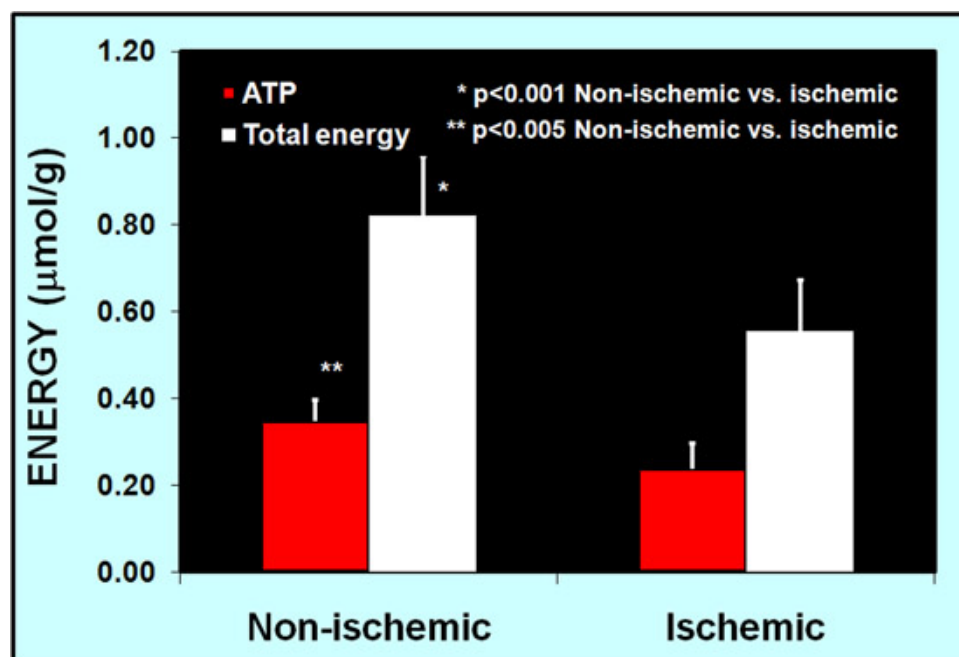 ENERGY (μmol/g)
1.20
1.00
0.80
0.60
0.40
0.20
0.00
ATP
Total energy
* p<0.001 Non-ischemic vs. ischemic
** p<0.005 Non-ischemic vs. ischemic
**
*
Non-ischemic
Ischemic